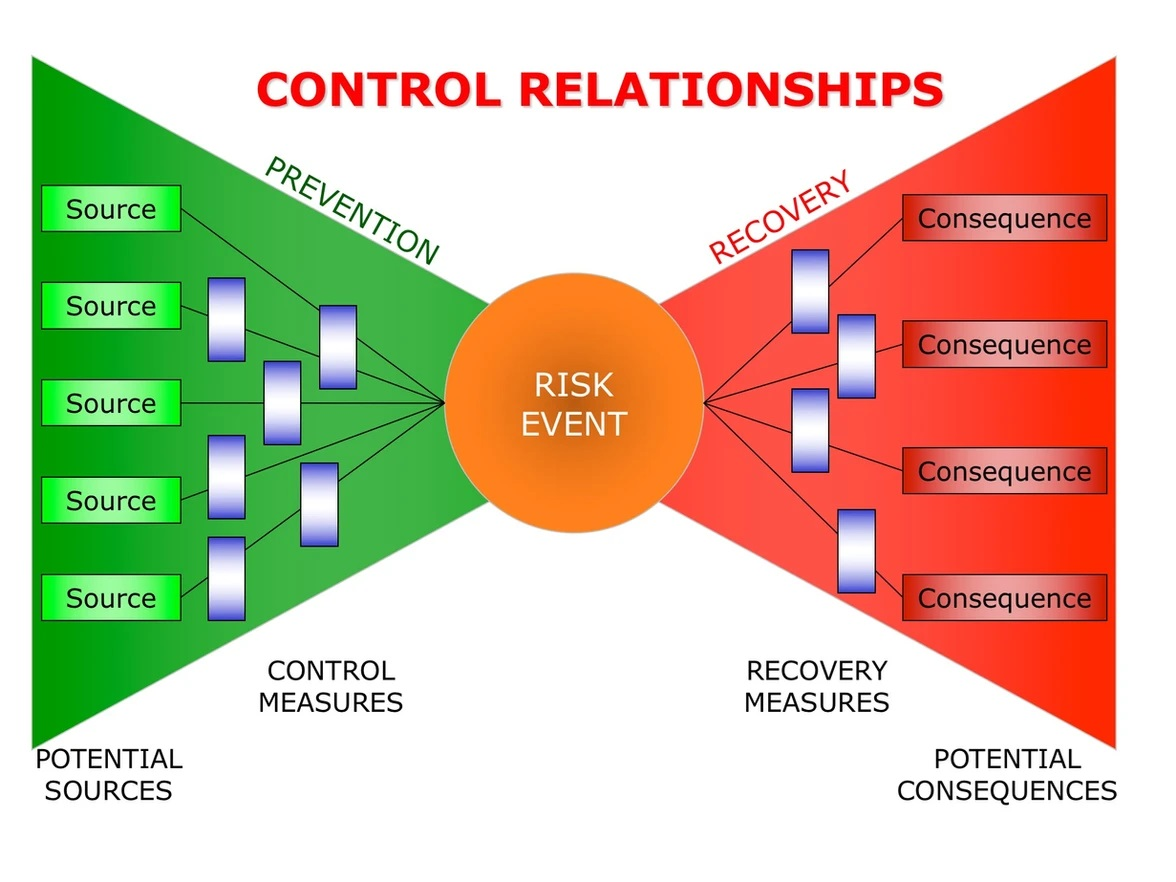 CONTROL RELATIONSHIPS
PREVENTION
RECOVERY
Source
Source
Source
Source
Source
RISK
EVENT
Consequence
Consequence
Consequence
Consequence
CONTROL
MEASURES
RECOVERY
MEASURES
POTENTIAL
SOURCES
POTENTIAL
CONSEQUENCES